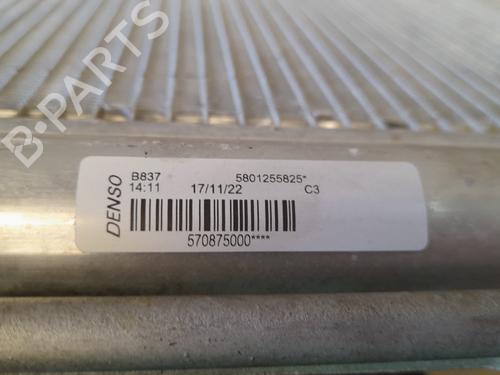 B-PARTS
DENSO
B837 5801255825*
14:11 17/11/22 C3
570875000****